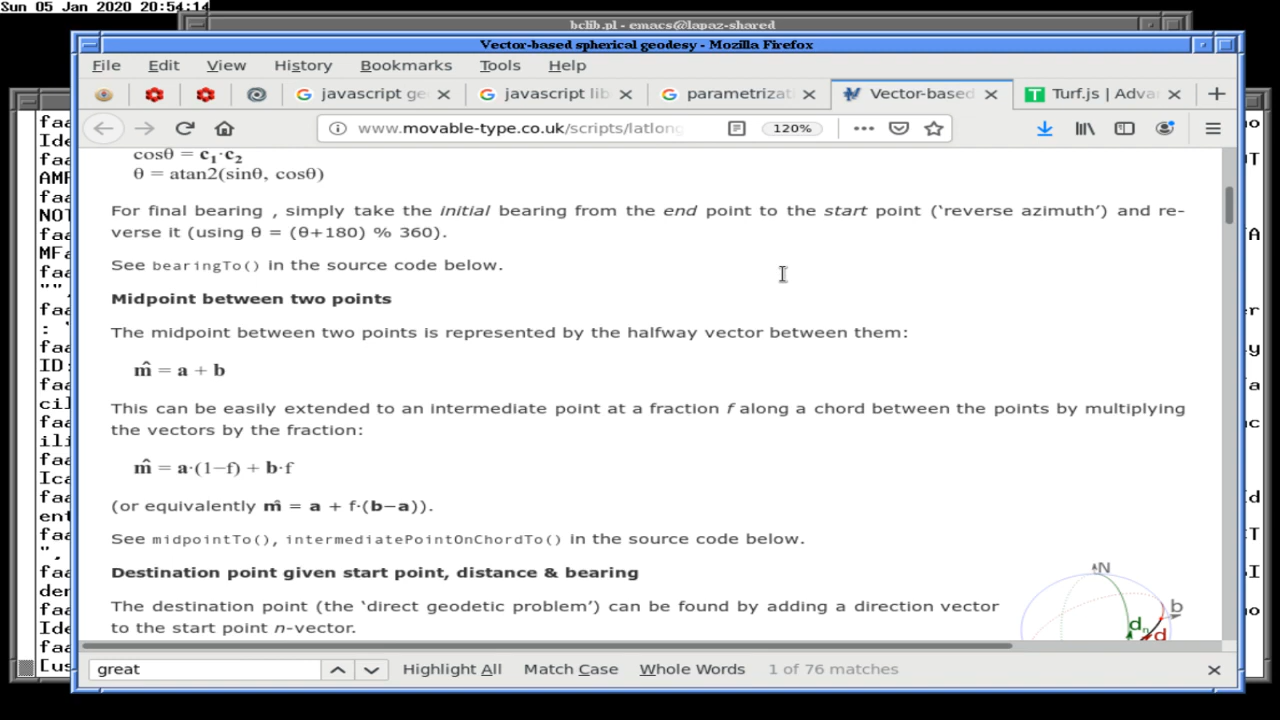 Sun 05 Jan 2020 20:54:14
bclib.pl - emacs@lapaz-shared
Vector-based spherical geodesy - Mozilla Firefox
File Edit View History Bookmarks Tools Help
javascript ge
javascript lib
parametrizati
Vector-based
Turf.js | Adva
www.movable-type.co.uk/scripts/latlong
120%
cosθ = c₁·c₂
θ = atan2(sinθ, cosθ)
For final bearing , simply take the initial bearing from the end point to the start point (‘reverse azimuth’) and re-
verse it (using θ = (θ+180) % 360).
See bearingTo() in the source code below.
Midpoint between two points
The midpoint between two points is represented by the halfway vector between them:
m̂ = a + b
This can be easily extended to an intermediate point at a fraction f along a chord between the points by multiplying
the vectors by the fraction:
m̂ = a·(1−f) + b·f
(or equivalently m̂ = a + f·(b−a)).
See midpointTo(), intermediatePointOnChordTo() in the source code below.
Destination point given start point, distance & bearing
The destination point (the ‘direct geodetic problem’) can be found by adding a direction vector
to the start point n-vector.
N
b
dₙ
d
great
Highlight All Match Case Whole Words 1 of 76 matches